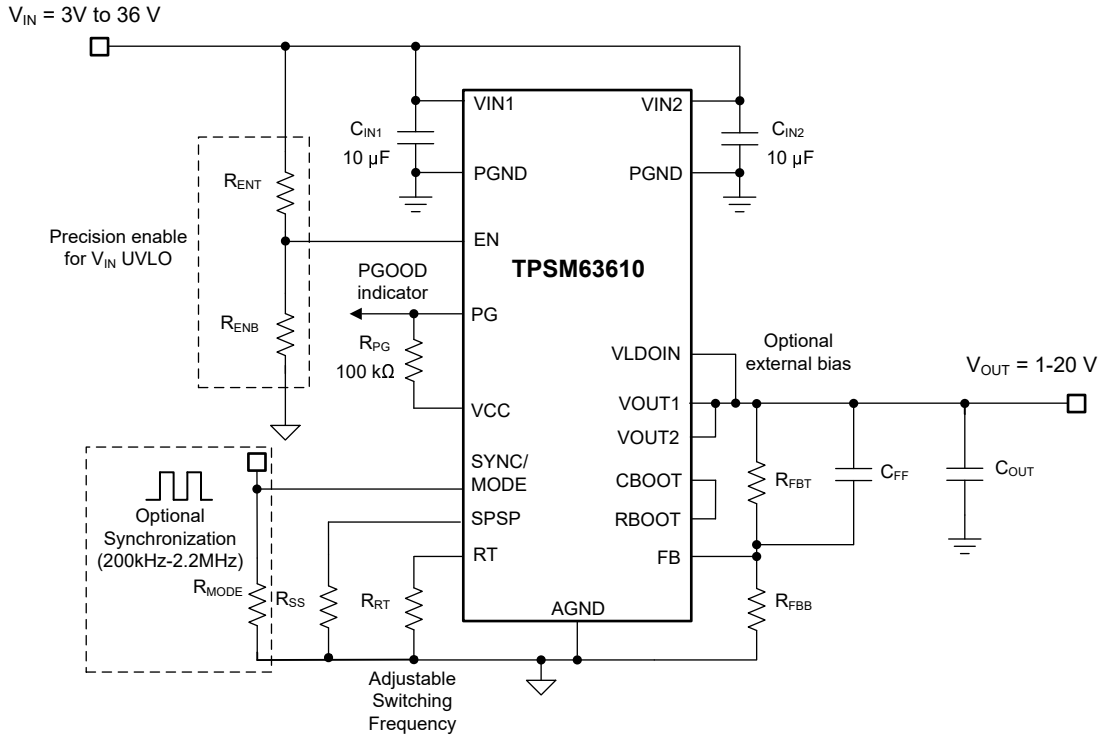 V_IN = 3V to 36 V
VIN1
VIN2
C_IN1
10 µF
C_IN2
10 µF
PGND
PGND
R_ENT
Precision enable
for V_IN UVLO
EN
TPSM63610
PGOOD
indicator
PG
R_ENB
R_PG
100 kΩ
VLDOIN
Optional
external bias
V_OUT = 1-20 V
VCC
VOUT1
VOUT2
SYNC/
MODE
CBOOT
R_FBT
C_FF
C_OUT
Optional
Synchronization
(200kHz-2.2MHz)
SPSP
RBOOT
RT
FB
R_MODE
R_SS
R_RT
AGND
R_FBB
Adjustable
Switching
Frequency